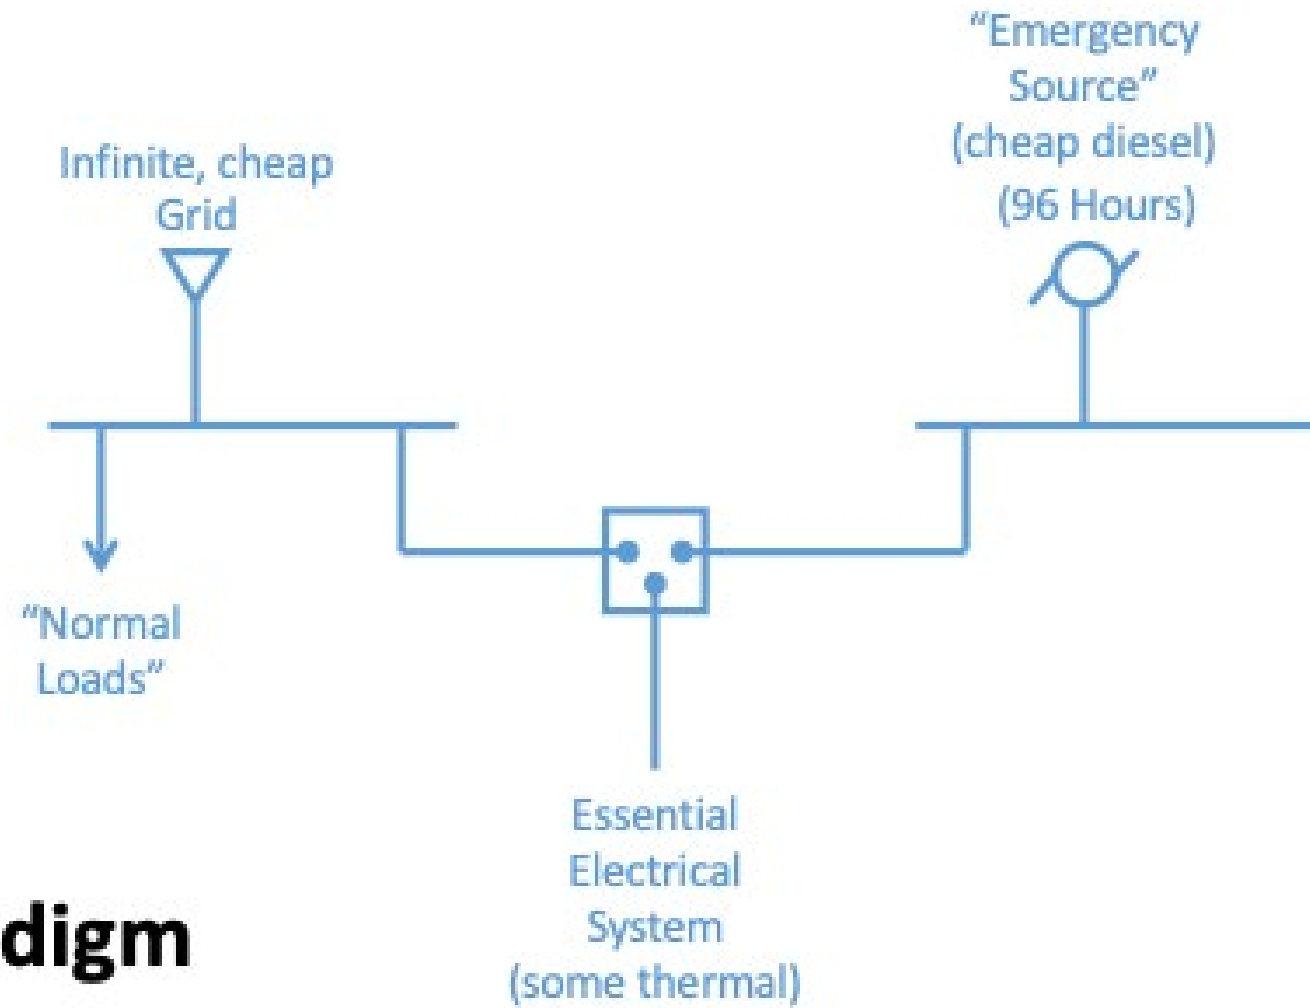 “Emergency
Source”
(cheap diesel)
(96 Hours)
Infinite, cheap
Grid
“Normal
Loads”
Essential
Electrical
System
(some thermal)
digm